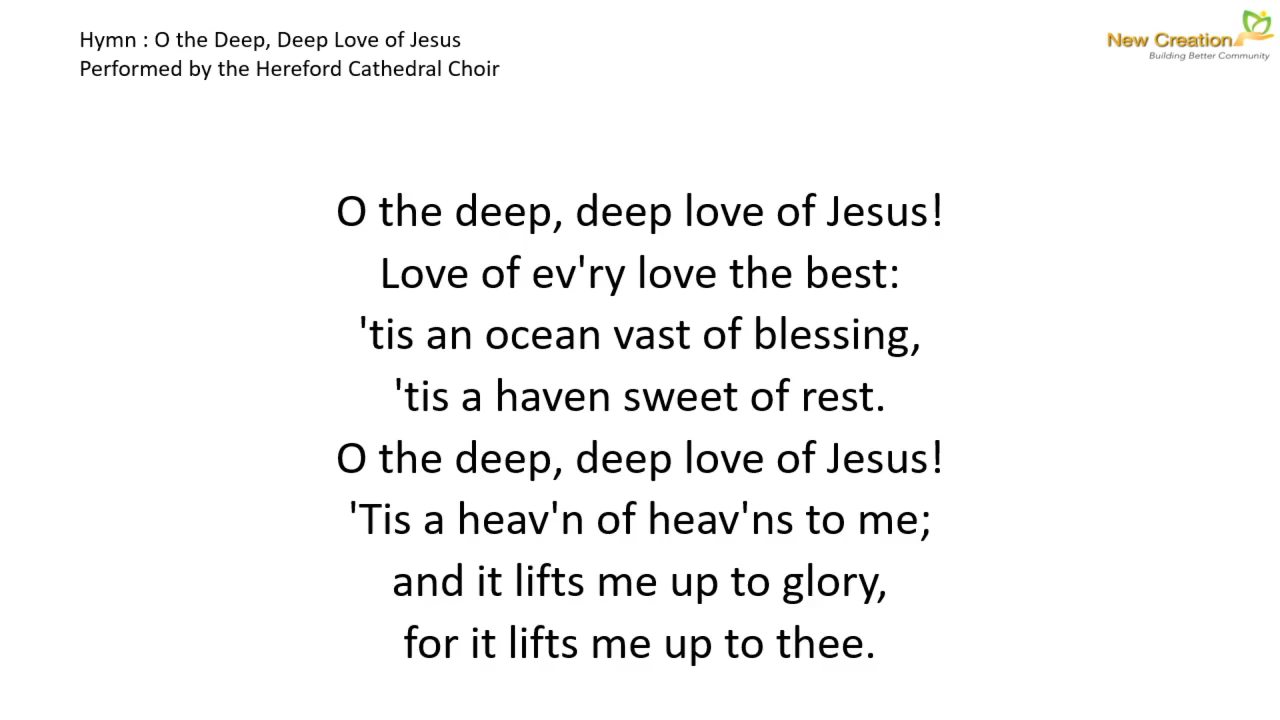 Hymn : O the Deep, Deep Love of Jesus
Performed by the Hereford Cathedral Choir
New Creation
Building Better Community
O the deep, deep love of Jesus!
Love of ev'ry love the best:
'tis an ocean vast of blessing,
'tis a haven sweet of rest.
O the deep, deep love of Jesus!
'Tis a heav'n of heav'ns to me;
and it lifts me up to glory,
for it lifts me up to thee.